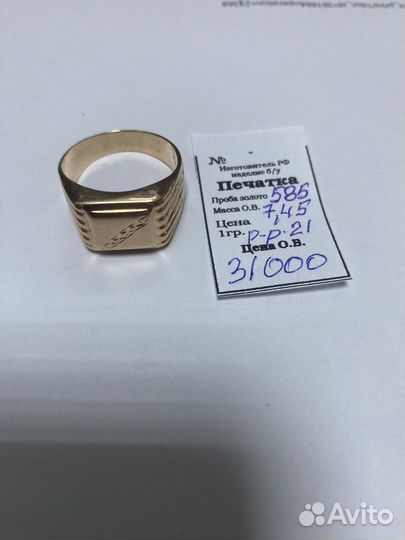 №
Изготовитель РФ
изделие б/у
Печатка
Проба золото 585
Масса О.В. 7,45
Цена
1гр. р-р. 21
Цена О.В.
31000
Avito